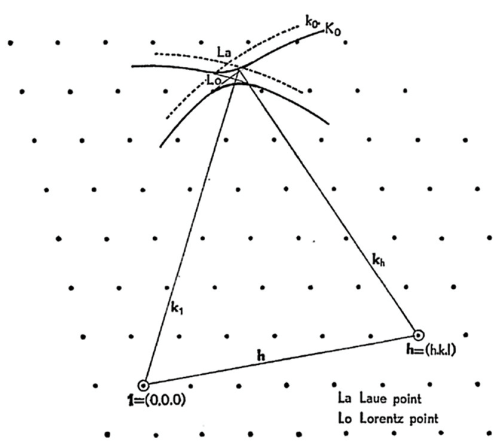 k₀
K₀
La
Lo
kₕ
k₁
h
h=(h.k.l)
1=(0.0.0)
La Laue point
Lo Lorentz point